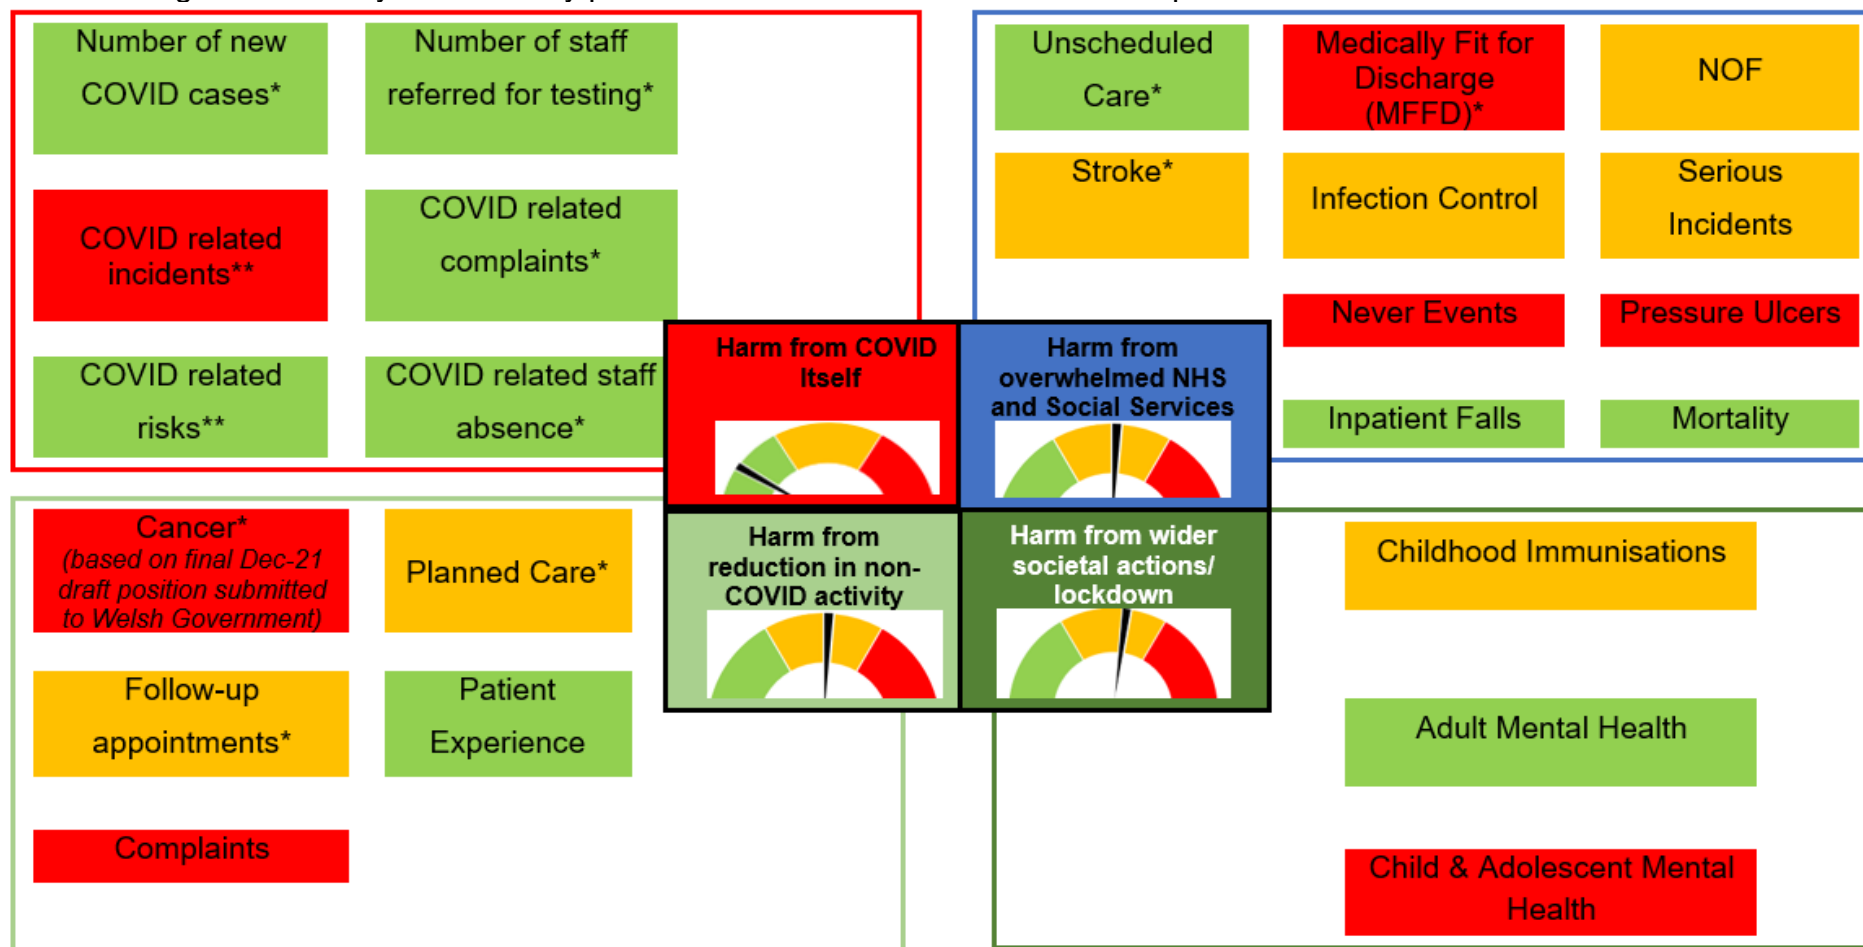 Number of new
COVID cases*
Number of staff
referred for testing*
COVID related
incidents**
COVID related
complaints*
COVID related
risks**
COVID related staff
absence*
Unscheduled
Care*
Medically Fit for
Discharge
(MFFD)*
NOF
Stroke*
Infection Control
Serious
Incidents
Never Events
Pressure Ulcers
Inpatient Falls
Mortality
Harm from COVID
Itself
Harm from
overwhelmed NHS
and Social Services
Harm from
reduction in non-
COVID activity
Harm from wider
societal actions/
lockdown
Cancer*
(based on final Dec-21
draft position submitted
to Welsh Government)
Planned Care*
Follow-up
appointments*
Patient
Experience
Complaints
Childhood Immunisations
Adult Mental Health
Child & Adolescent Mental
Health